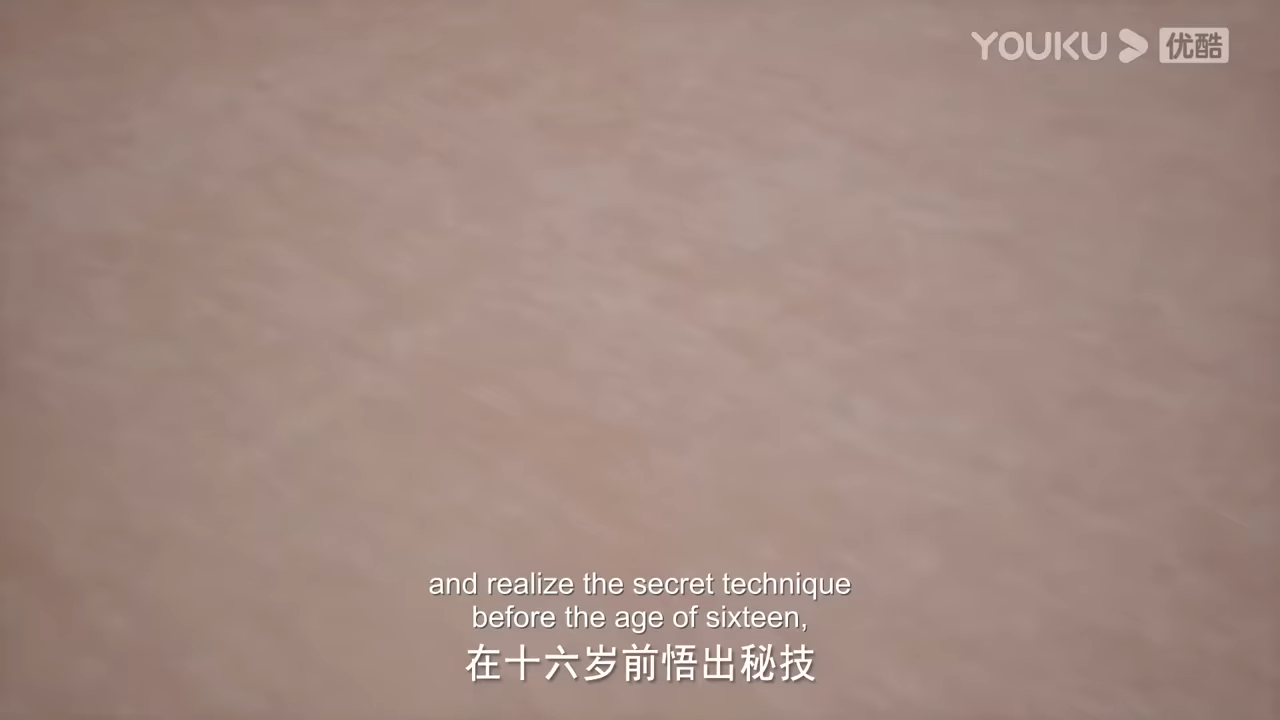 YOUKU 优酷
and realize the secret technique
before the age of sixteen,
在十六岁前悟出秘技